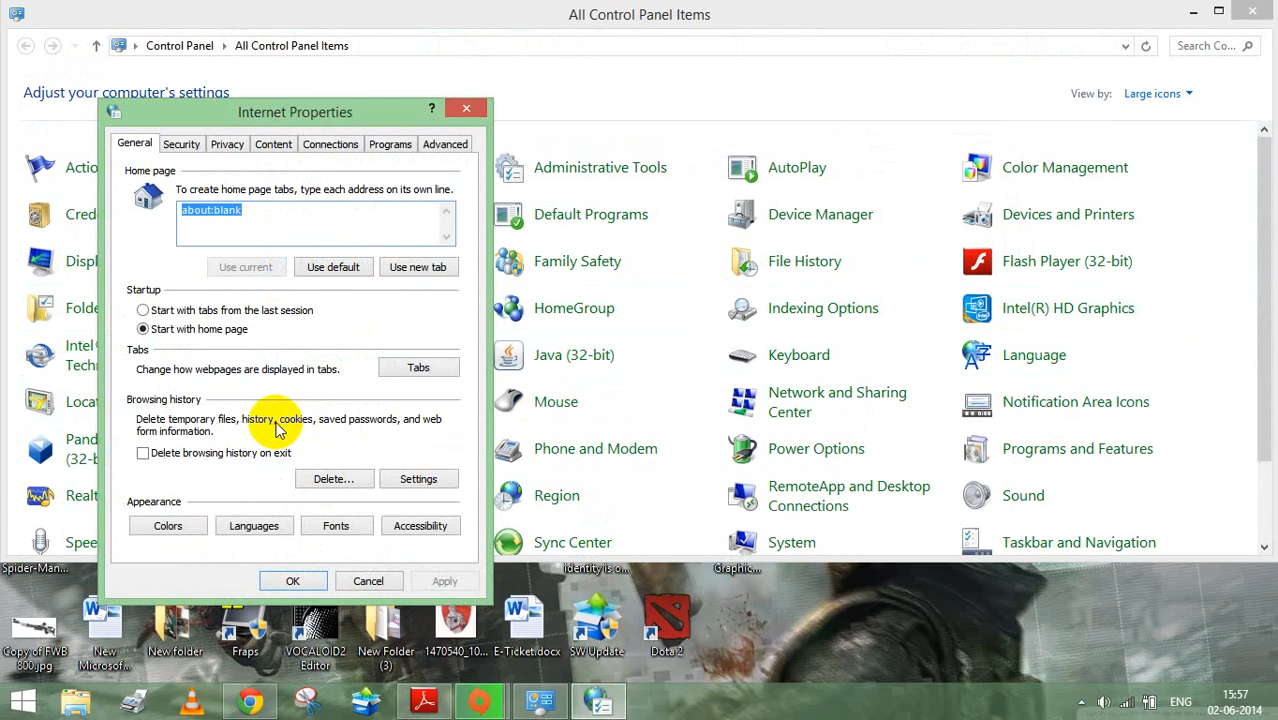 All Control Panel Items
Control Panel
All Control Panel Items
Search Co...
Adjust your computer's settings
View by: Large icons
Internet Properties
?
General
Security
Privacy
Content
Connections
Programs
Advanced
Home page
To create home page tabs, type each address on its own line.
about:blank
Use current
Use default
Use new tab
Startup
Start with tabs from the last session
Start with home page
Tabs
Change how webpages are displayed in tabs.
Tabs
Browsing history
Delete temporary files, history, cookies, saved passwords, and web
form information.
Delete browsing history on exit
Delete...
Settings
Appearance
Colors
Languages
Fonts
Accessibility
OK
Cancel
Apply
Actio
Administrative Tools
AutoPlay
Color Management
Crede
Default Programs
Device Manager
Devices and Printers
Displ
Family Safety
File History
Flash Player (32-bit)
Folde
HomeGroup
Indexing Options
Intel(R) HD Graphics
Intel
Techn
Java (32-bit)
Keyboard
Language
Locat
Mouse
Network and Sharing
Center
Notification Area Icons
Panda
(32-b
Phone and Modem
Power Options
Programs and Features
Realt
Region
RemoteApp and Desktop
Connections
Sound
Speec
Sync Center
System
Taskbar and Navigation
Spider-Man...
identity is o...
Graphic...
Copy of FWB
800.jpg
New
Microsof...
New folder
Fraps
VOCALOID2
Editor
New Folder
(3)
1470540_10...
E-Ticket.docx
SW Update
Dota 2
ENG
15:57
02-06-2014